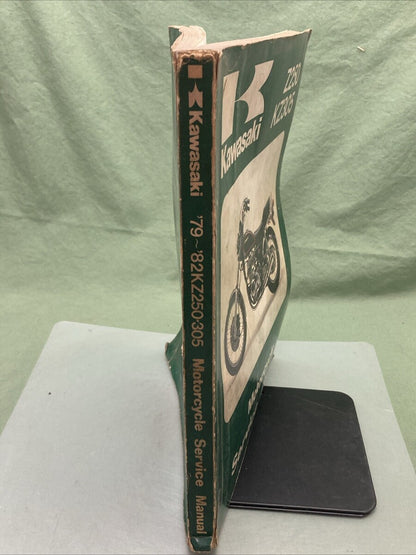 Kawasaki '79~'82KZ250·305 Motorcycle Service Manual
K
Kawasaki
Z250
KZ305